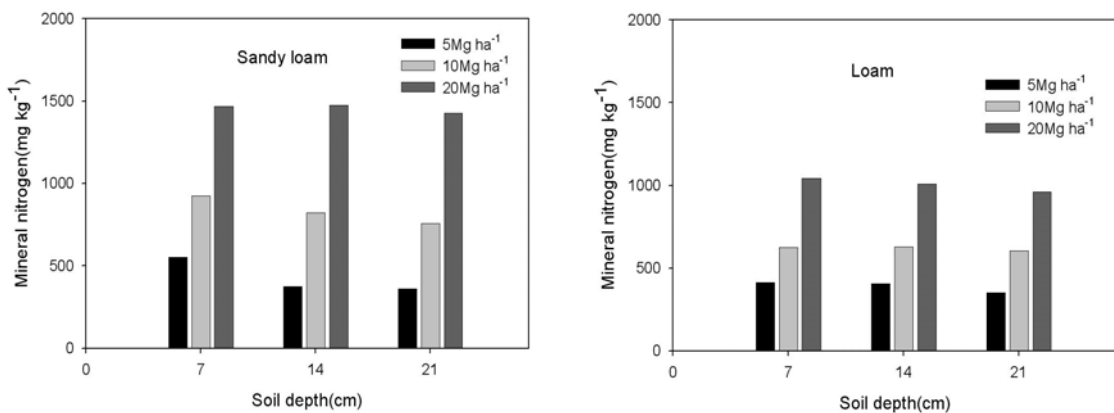 2000
1500
1000
500
0
Mineral nitrogen(mg kg⁻¹)
Sandy loam
5Mg ha⁻¹
10Mg ha⁻¹
20Mg ha⁻¹
0 7 14 21
Soil depth(cm)
2000
1500
1000
500
0
Mineral nitrogen(mg kg⁻¹)
Loam
5Mg ha⁻¹
10Mg ha⁻¹
20Mg ha⁻¹
0 7 14 21
Soil depth(cm)